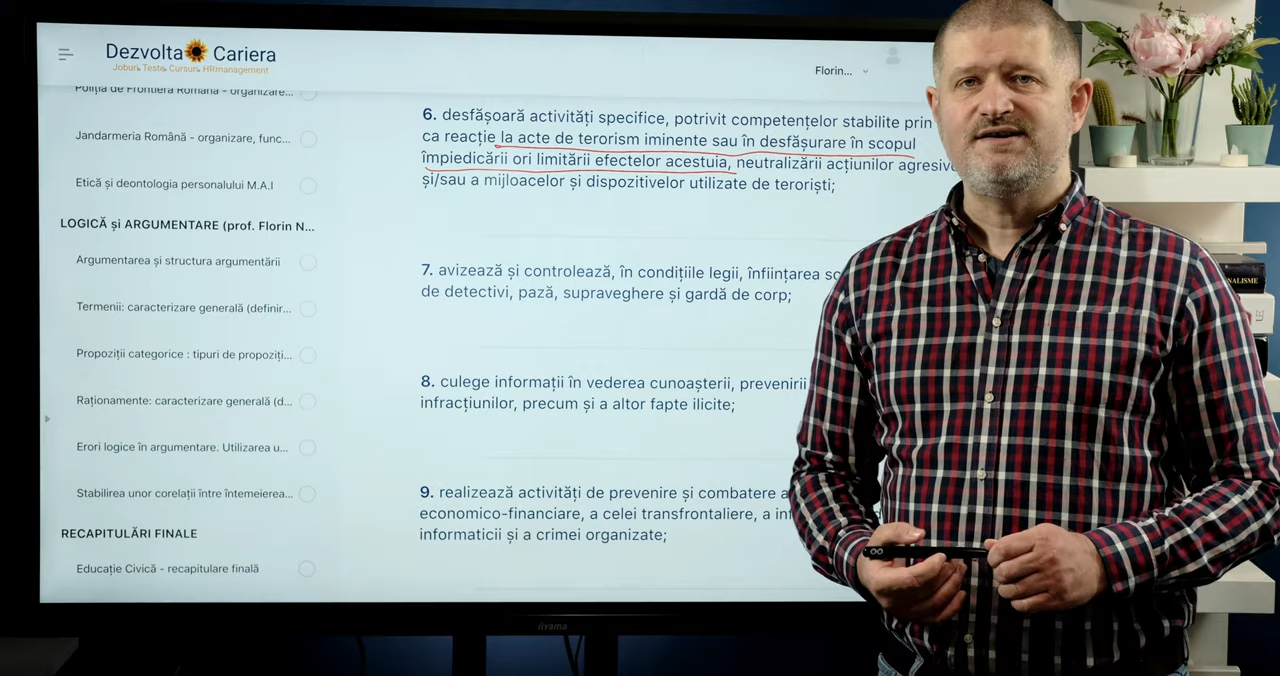 Dezvolta Cariera
Joburi, Teste, Cursuri, HRmanagement
Florin...
Poliția de Frontieră Română - organizare...
Jandarmeria Română - organizare, func...
Etică și deontologia personalului M.A.I
LOGICĂ și ARGUMENTARE (prof. Florin N...
Argumentarea și structura argumentării
Termenii: caracterizare generală (definir...
Propoziții categorice : tipuri de propoziți...
Raționamente: caracterizare generală (d...
Erori logice în argumentare. Utilizarea u...
Stabilirea unor corelații între întemeierea...
RECAPITULĂRI FINALE
Educație Civică - recapitulare finală
6. desfășoară activități specifice, potrivit competențelor stabilite prin
ca reacție la acte de terorism iminente sau în desfășurare în scopul
împiedicării ori limitării efectelor acestuia, neutralizării acțiunilor agresive
și/sau a mijloacelor și dispozitivelor utilizate de teroriști;
7. avizează și controlează, în condițiile legii, înființarea so
de detectivi, pază, supraveghere și gardă de corp;
8. culege informații în vederea cunoașterii, prevenirii
infracțiunilor, precum și a altor fapte ilicite;
9. realizează activități de prevenire și combatere a
economico-financiare, a celei transfrontaliere, a in
informaticii și a crimei organizate;
iiyama
NALISME